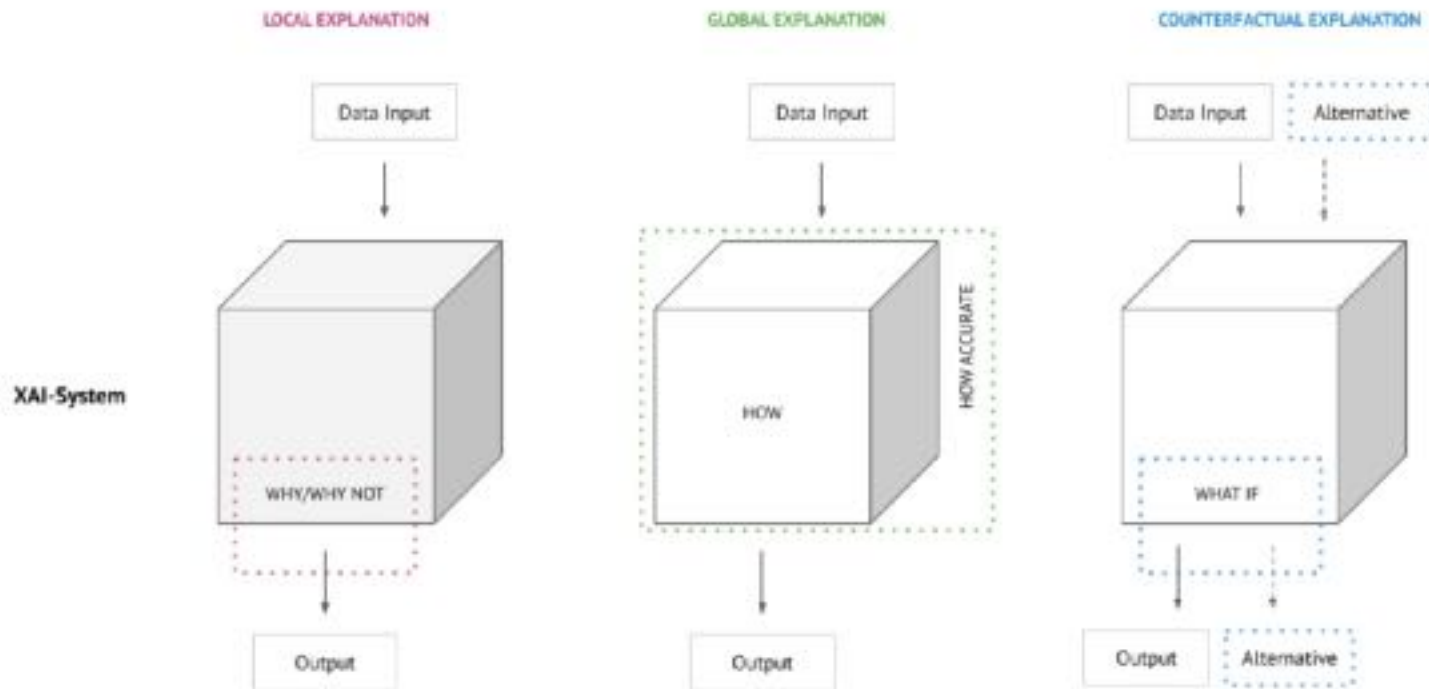 LOCAL EXPLANATION
GLOBAL EXPLANATION
COUNTERFACTUAL EXPLANATION
Data Input
Data Input
Data Input
Alternative
XAI-System
WHY/WHY NOT
HOW
HOW ACCURATE
WHAT IF
Output
Output
Output
Alternative